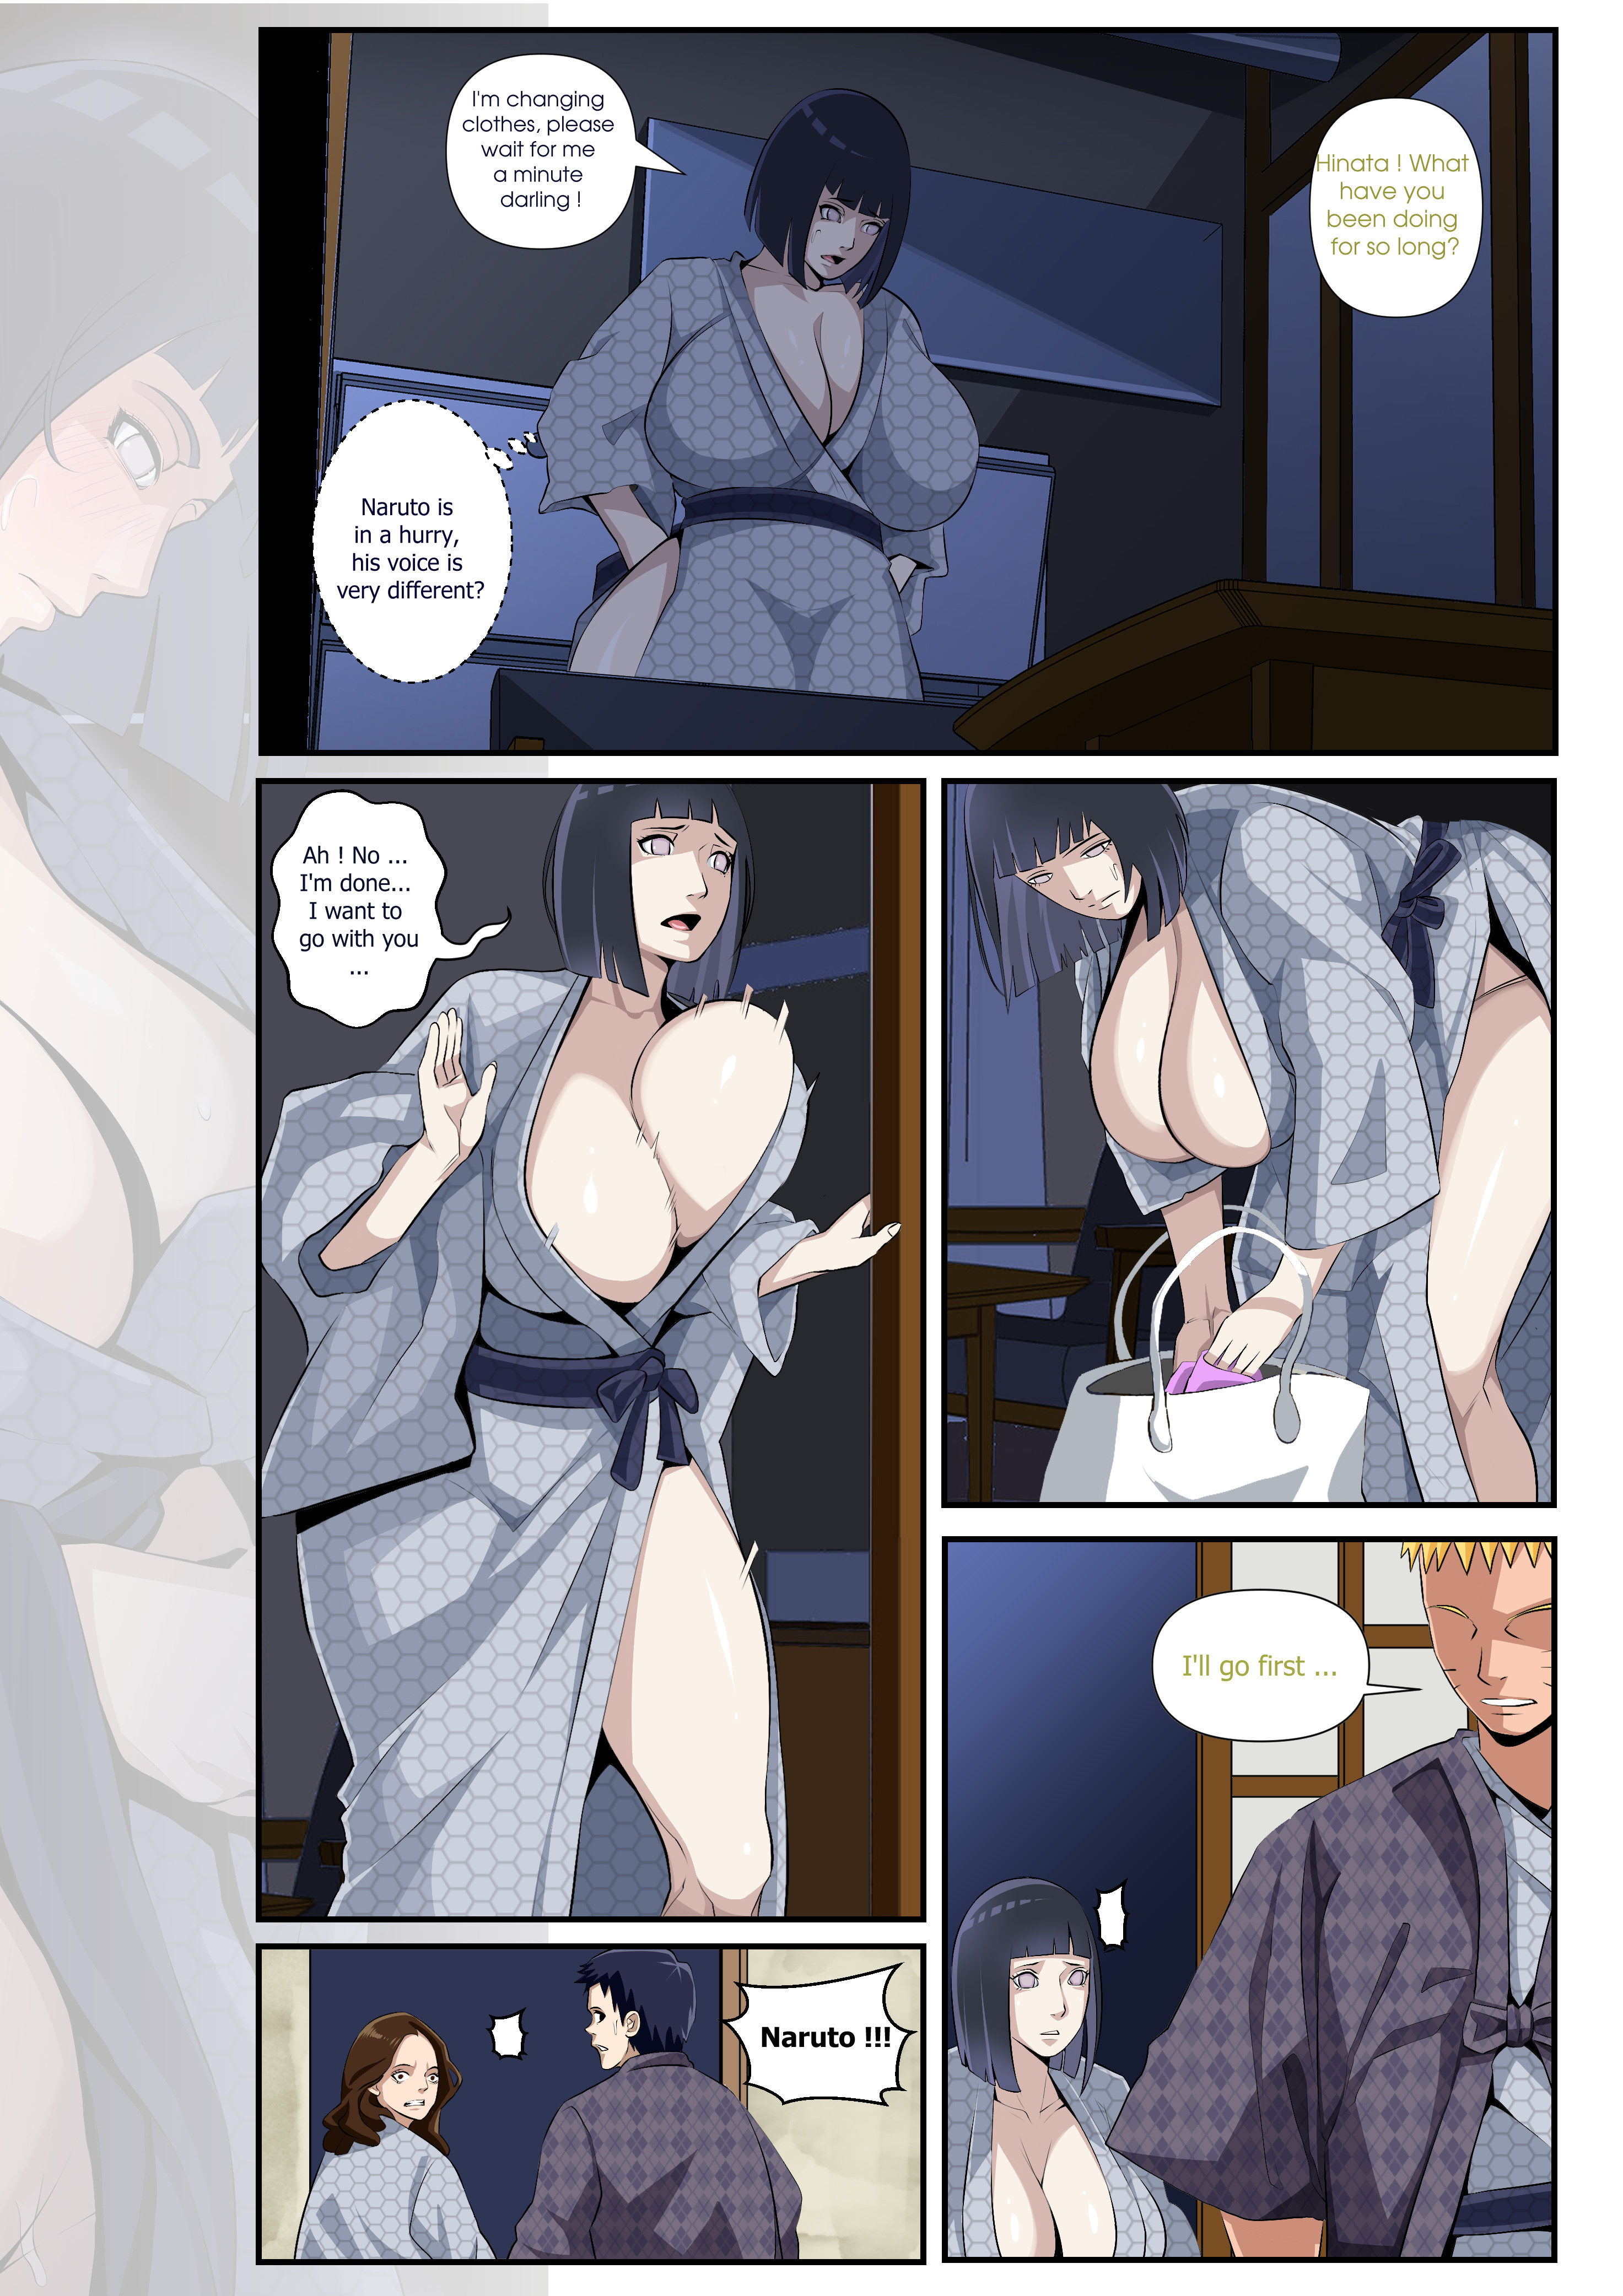 I'm changing
clothes, please
wait for me
a minute
darling !
Hinata ! What
have you
been doing
for so long?
Naruto is
in a hurry,
his voice is
very different?
Ah ! No ...
I'm done...
I want to
go with you
...
I'll go first ...
Naruto !!!